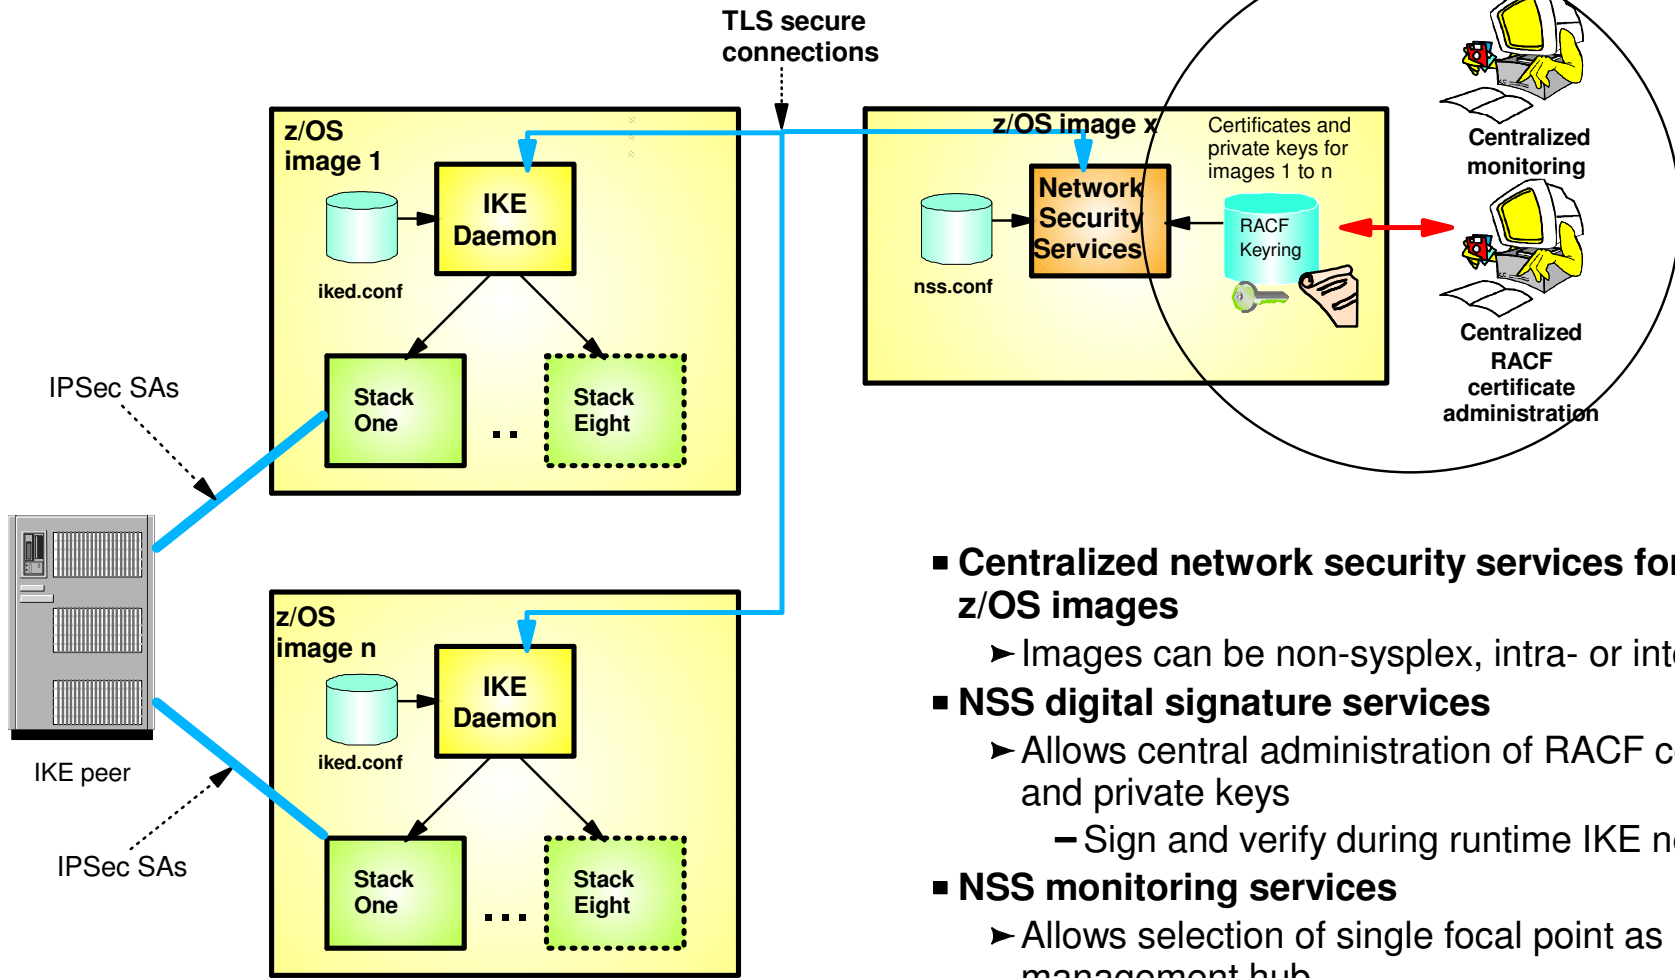 TLS secure
connections
z/OS
image 1
IKE
Daemon
iked.conf
Stack
One
..
Stack
Eight
IPSec SAs
z/OS image x
Certificates and
private keys for
images 1 to n
Network
Security
Services
RACF
Keyring
nss.conf
Centralized
monitoring
Centralized
RACF
certificate
administration
IKE peer
IPSec SAs
z/OS
image n
IKE
Daemon
iked.conf
Stack
One
...
Stack
Eight
Centralized network security services for
z/OS images
Images can be non-sysplex, intra- or
NSS digital signature services
Allows central administration of RACF
and private keys
Sign and verify during runtime IKE
NSS monitoring services
Allows selection of single focal point as
management hub